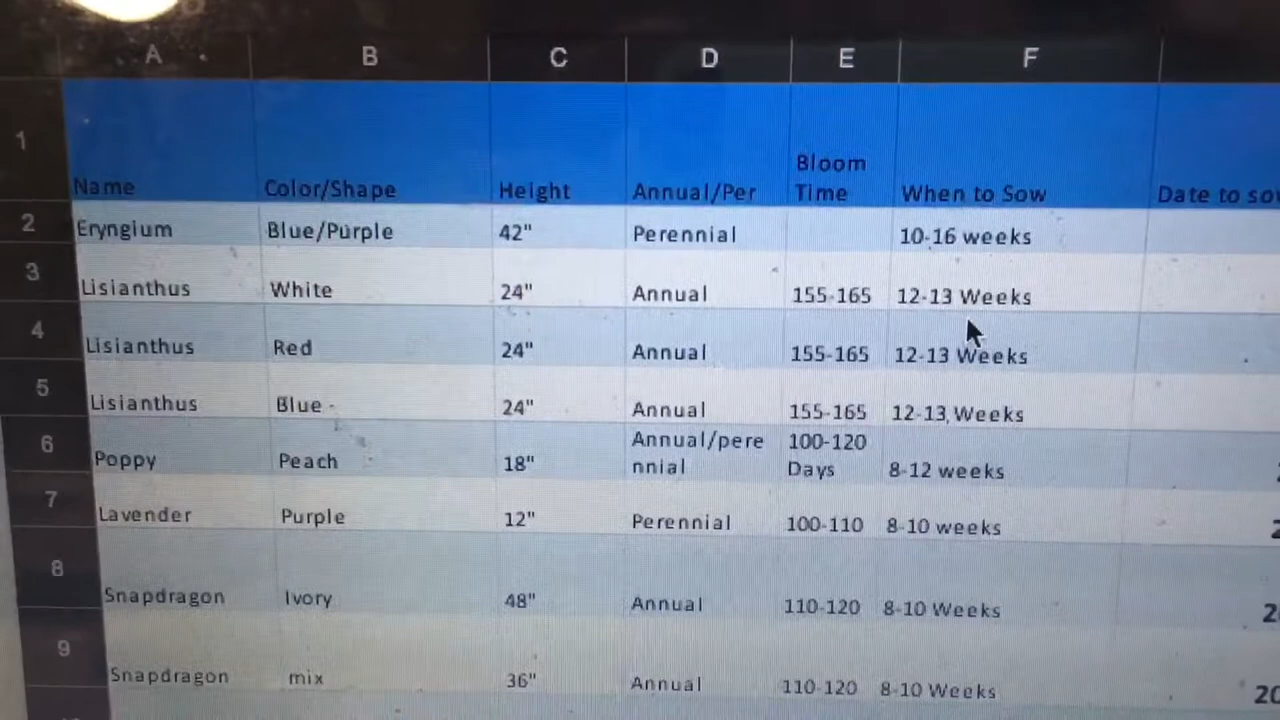 A B C D E F
1 Name Color/Shape Height Annual/Per Bloom Time When to Sow Date to
2 Eryngium Blue/Purple 42" Perennial 10-16 weeks
3 Lisianthus White 24" Annual 155-165 12-13 Weeks
4 Lisianthus Red 24" Annual 155-165 12-13 Weeks
5 Lisianthus Blue 24" Annual 155-165 12-13 Weeks
6 Poppy Peach 18" Annual/perennial 100-120 Days 8-12 weeks
7 Lavender Purple 12" Perennial 100-110 8-10 weeks
8 Snapdragon Ivory 48" Annual 110-120 8-10 Weeks
9 Snapdragon mix 36" Annual 110-120 8-10 Weeks